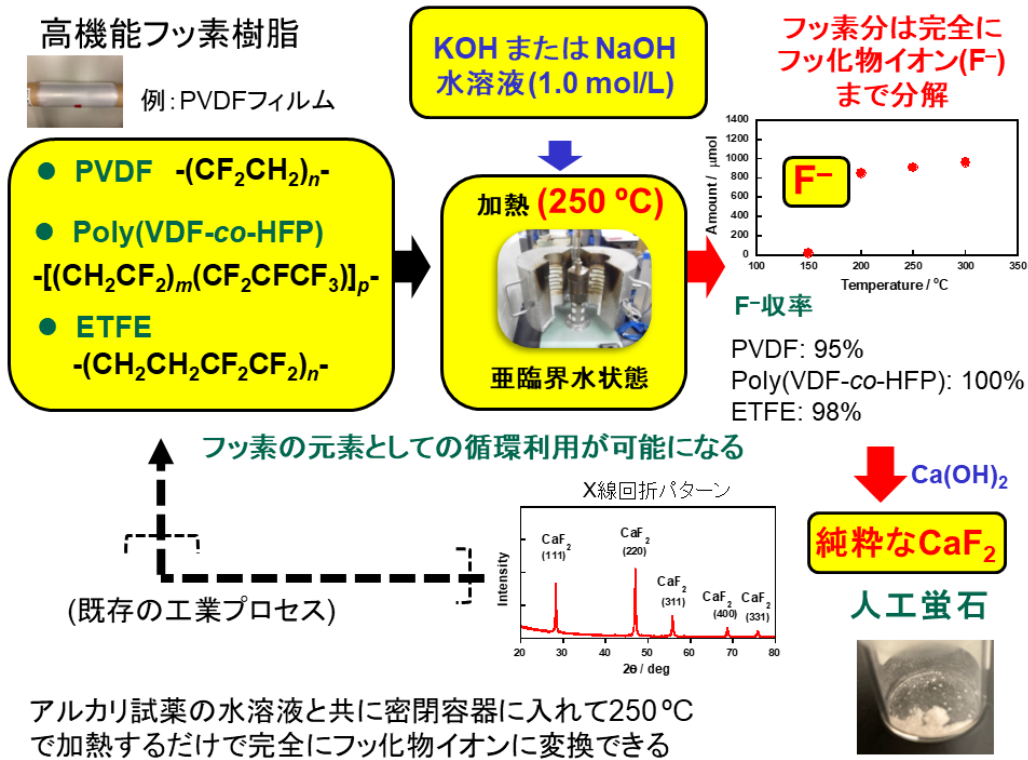 高機能フッ素樹脂
例：PVDFフィルム
KOH または NaOH
水溶液(1.0 mol/L)
フッ素分は完全に
フッ化物イオン(F⁻)
まで分解
● PVDF -(CF₂CH₂)n-
● Poly(VDF-co-HFP)
-[(CH₂CF₂)m(CF₂CFCF₃)]p-
● ETFE
-(CH₂CH₂CF₂CF₂)n-
加熱 (250 ºC)
亜臨界水状態
Amount / μmol
1400
1200
1000
800
600
400
200
0
F⁻
100 150 200 250 300 350 400
Temperature / °C
F⁻収率
PVDF: 95%
Poly(VDF-co-HFP): 100%
ETFE: 98%
フッ素の元素としての循環利用が可能になる
Ca(OH)₂
純粋なCaF₂
人工蛍石
X線回折パターン
Intensity
CaF₂
(111)
CaF₂
(220)
CaF₂
(311)
CaF₂
(400)
CaF₂
(331)
20 30 40 50 60 70 80
2θ / deg
(既存の工業プロセス)
アルカリ試薬の水溶液と共に密閉容器に入れて250 ºC
で加熱するだけで完全にフッ化物イオンに変換できる